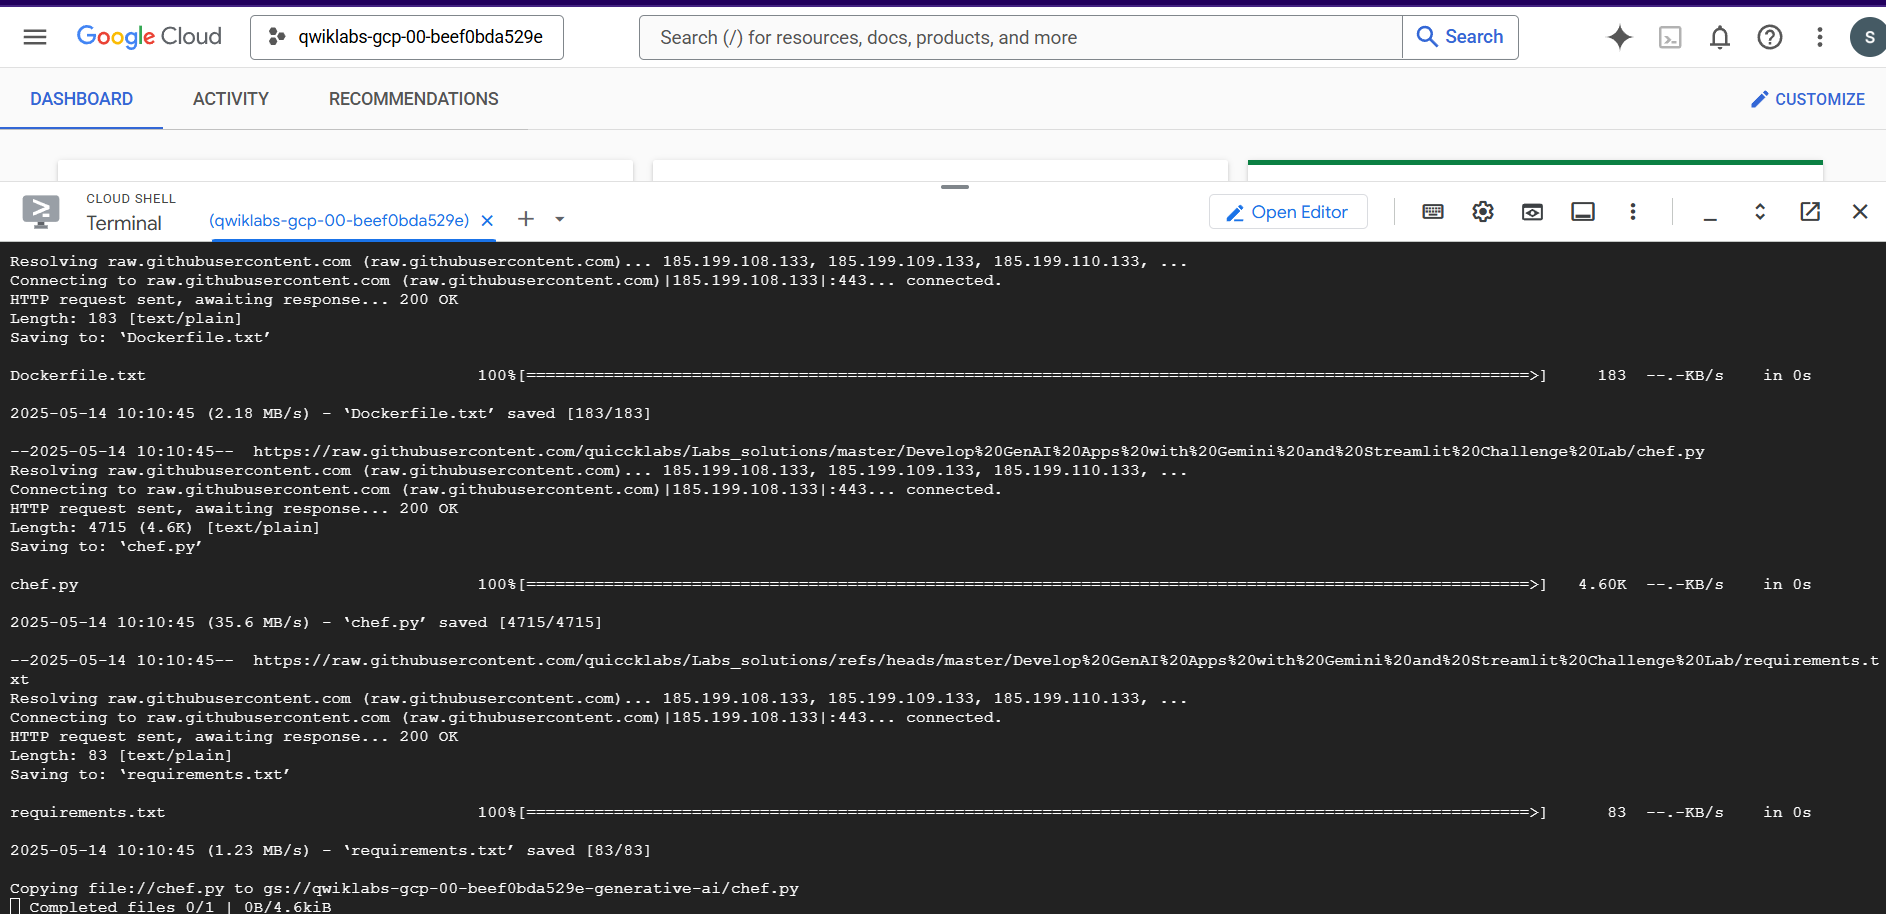 Google Cloud
qwiklabs-gcp-00-beef0bda529e
Search (/) for resources, docs, products, and more
Search
S
DASHBOARD
ACTIVITY
RECOMMENDATIONS
CUSTOMIZE
CLOUD SHELL
Terminal
(qwiklabs-gcp-00-beef0bda529e)
Open Editor
Resolving raw.githubusercontent.com (raw.githubusercontent.com)... 185.199.108.133, 185.199.109.133, 185.199.110.133, ...
Connecting to raw.githubusercontent.com (raw.githubusercontent.com)|185.199.108.133|:443... connected.
HTTP request sent, awaiting response... 200 OK
Length: 183 [text/plain]
Saving to: ‘Dockerfile.txt’
Dockerfile.txt 100%[=======================================================================================================>] 183 --.-KB/s in 0s
2025-05-14 10:10:45 (2.18 MB/s) - ‘Dockerfile.txt’ saved [183/183]
--2025-05-14 10:10:45-- https://raw.githubusercontent.com/quiccklabs/Labs_solutions/master/Develop%20GenAI%20Apps%20with%20Gemini%20and%20Streamlit%20Challenge%20Lab/chef.py
Resolving raw.githubusercontent.com (raw.githubusercontent.com)... 185.199.108.133, 185.199.109.133, 185.199.110.133, ...
Connecting to raw.githubusercontent.com (raw.githubusercontent.com)|185.199.108.133|:443... connected.
HTTP request sent, awaiting response... 200 OK
Length: 4715 (4.6K) [text/plain]
Saving to: ‘chef.py’
chef.py 100%[=======================================================================================================>] 4.60K --.-KB/s in 0s
2025-05-14 10:10:45 (35.6 MB/s) - ‘chef.py’ saved [4715/4715]
--2025-05-14 10:10:45-- https://raw.githubusercontent.com/quiccklabs/Labs_solutions/refs/heads/master/Develop%20GenAI%20Apps%20with%20Gemini%20and%20Streamlit%20Challenge%20Lab/requirements.t
xt
Resolving raw.githubusercontent.com (raw.githubusercontent.com)... 185.199.108.133, 185.199.109.133, 185.199.110.133, ...
Connecting to raw.githubusercontent.com (raw.githubusercontent.com)|185.199.108.133|:443... connected.
HTTP request sent, awaiting response... 200 OK
Length: 83 [text/plain]
Saving to: ‘requirements.txt’
requirements.txt 100%[=======================================================================================================>] 83 --.-KB/s in 0s
2025-05-14 10:10:45 (1.23 MB/s) - ‘requirements.txt’ saved [83/83]
Copying file://chef.py to gs://qwiklabs-gcp-00-beef0bda529e-generative-ai/chef.py
Completed files 0/1 | 0B/4.6kiB